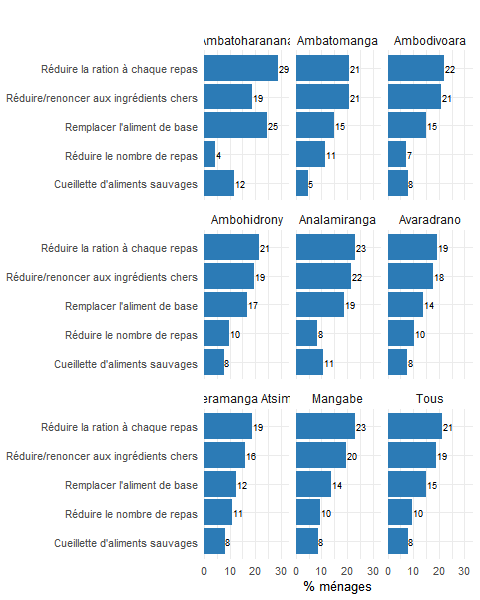 Ambatoharanana Ambatomanga Ambodivoara
Réduire la ration à chaque repas 29 21 22
Réduire/renoncer aux ingrédients chers 19 21 21
Remplacer l'aliment de base 25 15 15
Réduire le nombre de repas 4 11 7
Cueillette d'aliments sauvages 12 5 8
Ambohidrony Analamiranga Avaradrano
Réduire la ration à chaque repas 21 23 19
Réduire/renoncer aux ingrédients chers 19 22 18
Remplacer l'aliment de base 17 19 14
Réduire le nombre de repas 10 8 10
Cueillette d'aliments sauvages 8 11 8
eramanga Atsim Mangabe Tous
Réduire la ration à chaque repas 19 23 21
Réduire/renoncer aux ingrédients chers 16 20 19
Remplacer l'aliment de base 12 14 15
Réduire le nombre de repas 11 10 10
Cueillette d'aliments sauvages 8 8 8
0 10 20 30 0 10 20 30 0 10 20 30
% ménages